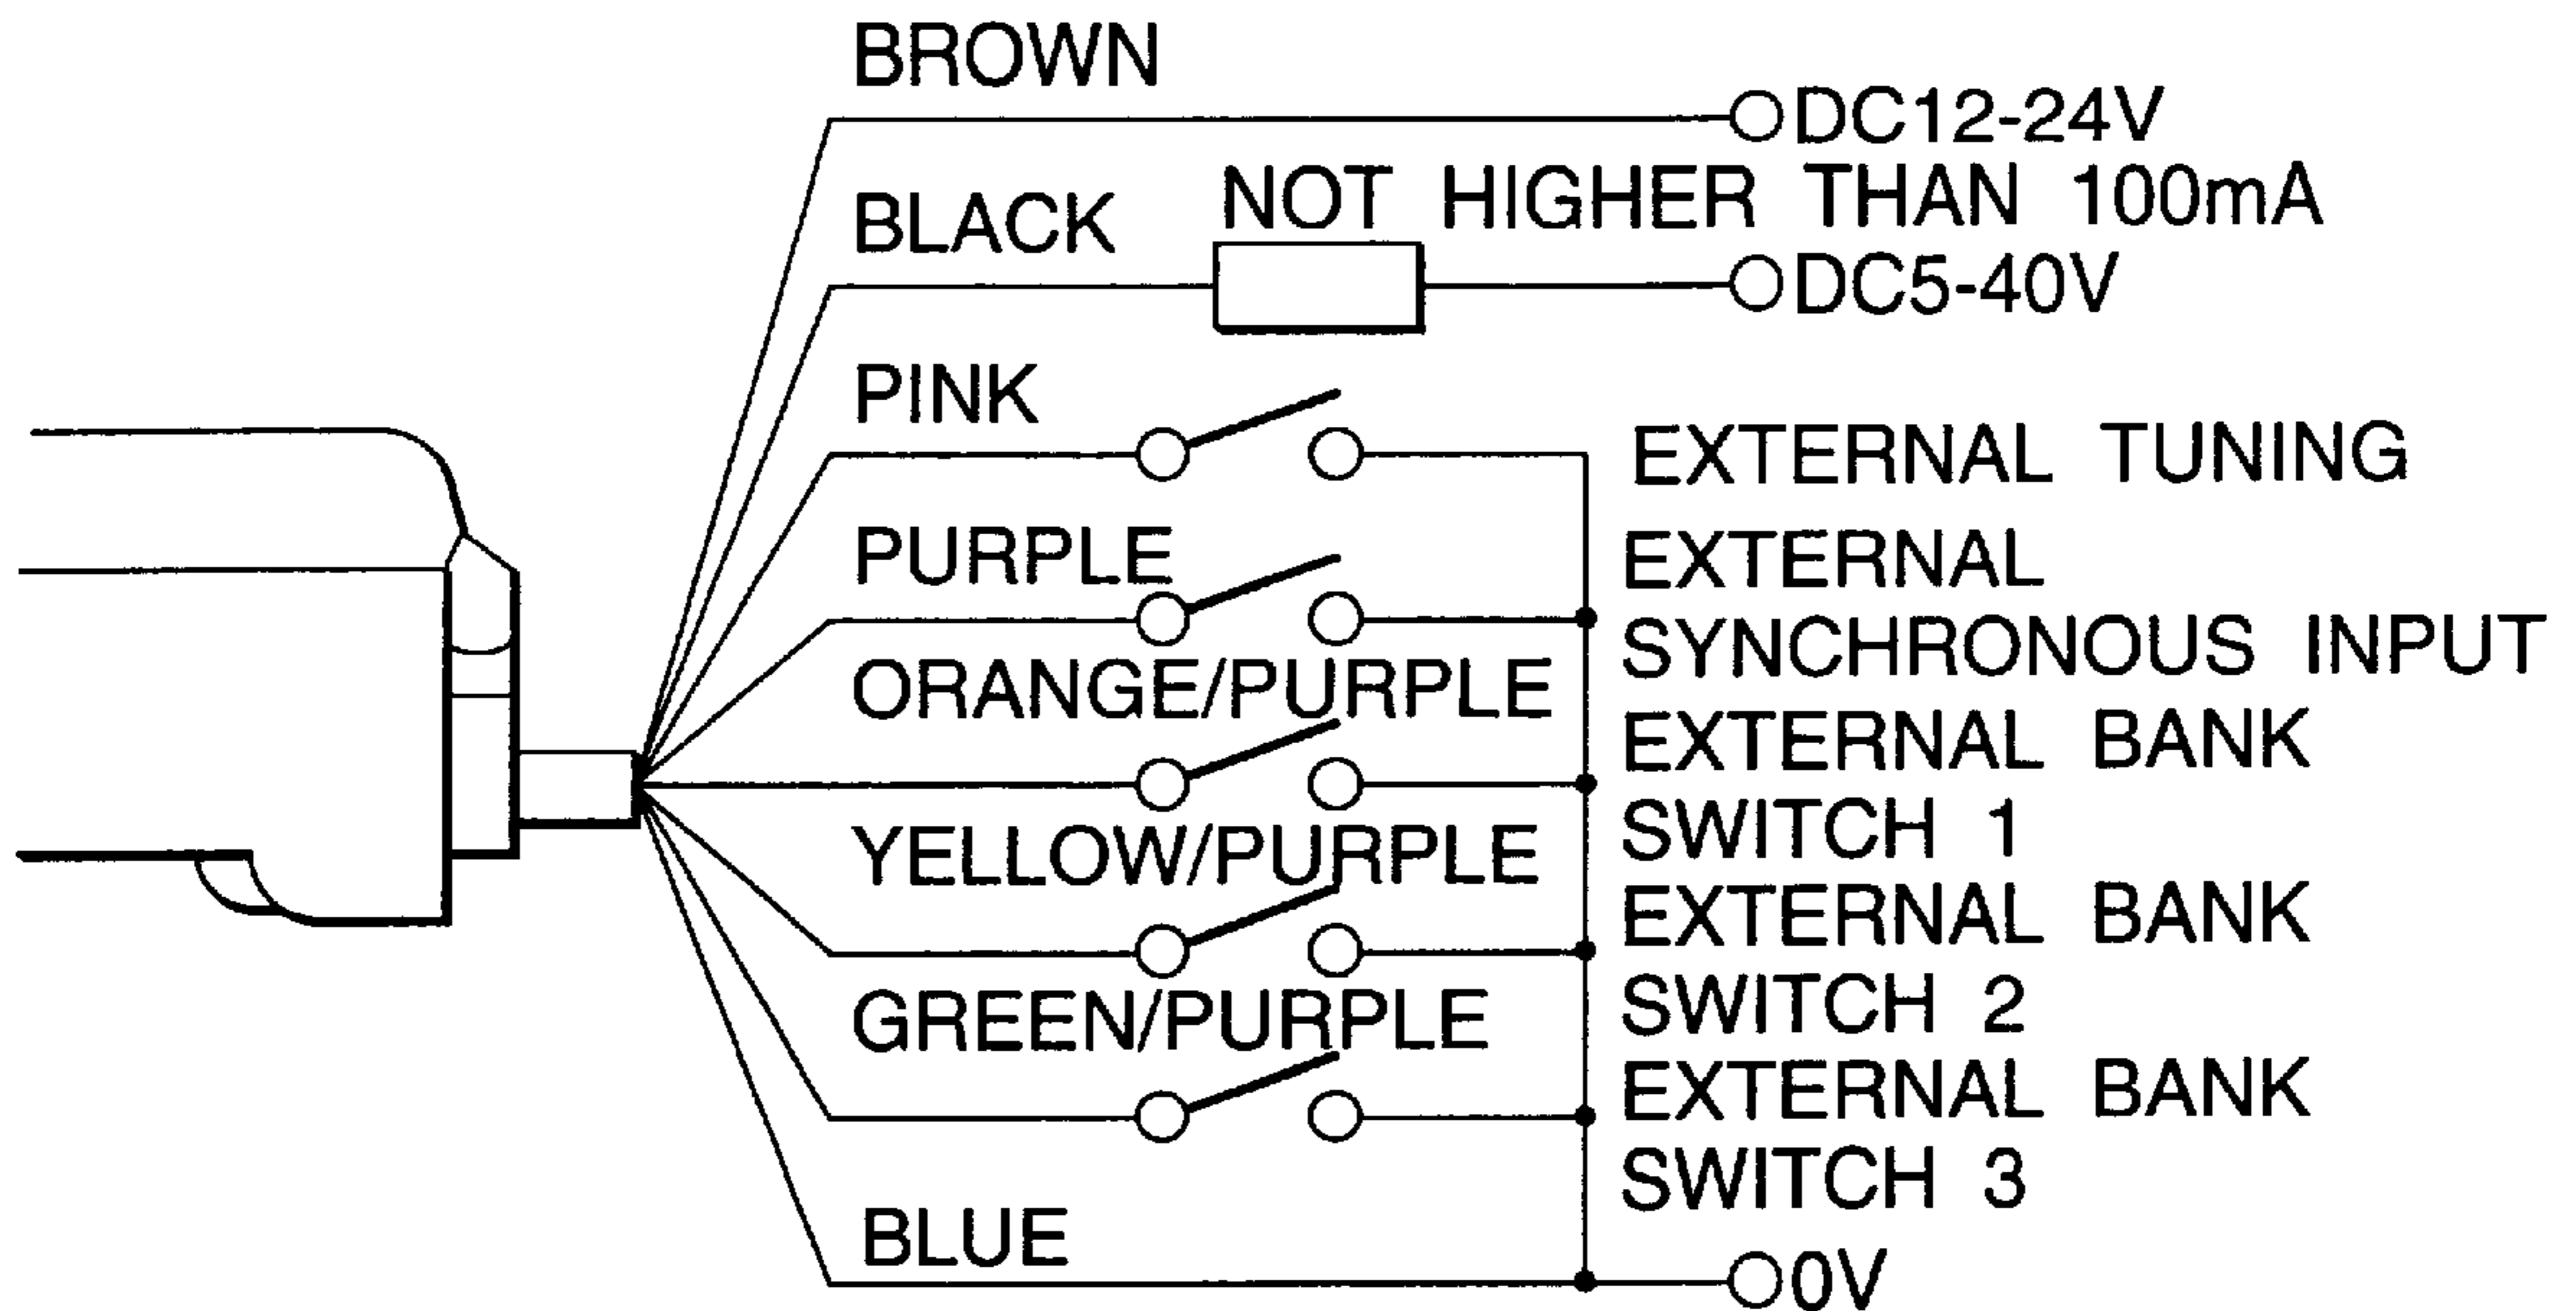 BROWN
DC12-24V
BLACK
NOT HIGHER THAN 100mA
DC5-40V
PINK
EXTERNAL TUNING
PURPLE
EXTERNAL
SYNCHRONOUS INPUT
ORANGE/PURPLE
EXTERNAL BANK
SWITCH 1
YELLOW/PURPLE
EXTERNAL BANK
SWITCH 2
GREEN/PURPLE
EXTERNAL BANK
SWITCH 3
BLUE
0V